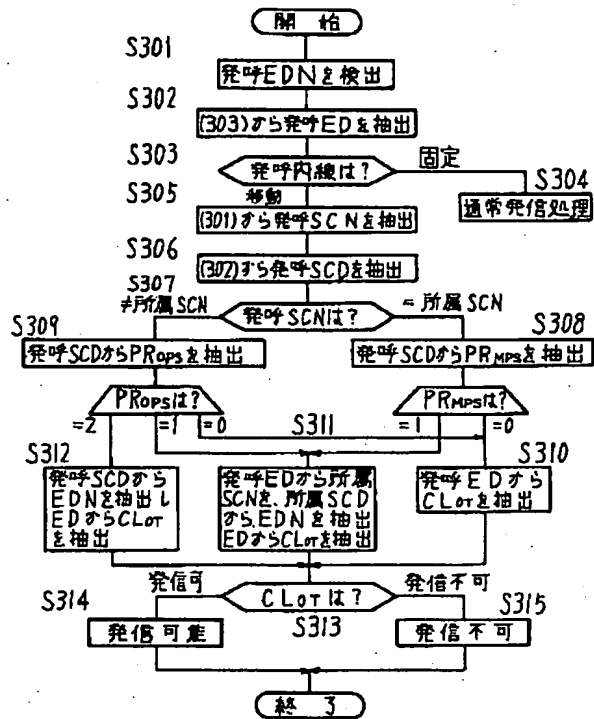 開始
S301
発呼EDNを検出
S302
(303)から発呼EDを抽出
S303
発呼内線は?
固定
S304
通常発信処理
移動
S305
(301)から発呼SCNを抽出
S306
(302)から発呼SCDを抽出
S307
≠所属SCN
発呼SCNは?
=所属SCN
S309
発呼SCDからPROPSを抽出
S308
発呼SCDからPRMPSを抽出
PROPSは?
PRMPSは?
=2
=1
=0
S311
=1
=0
S312
発呼SCDから
EDNを抽出し
EDからCLOT
を抽出
発呼EDから所属
SCNを、所属SCD
から、EDNを抽出
EDからCLOTを抽出
S310
発呼EDから
CLOTを抽出
発信可
CLOTは?
発信不可
S314
発信可能
S313
S315
発信不可
終了